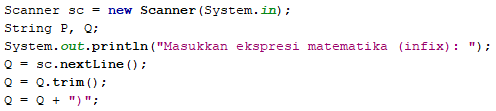 Scanner sc = new Scanner(System.in);
String P, Q;
System.out.println("Masukkan ekspresi matematika (infix): ");
Q = sc.nextLine();
Q = Q.trim();
Q = Q + ")";